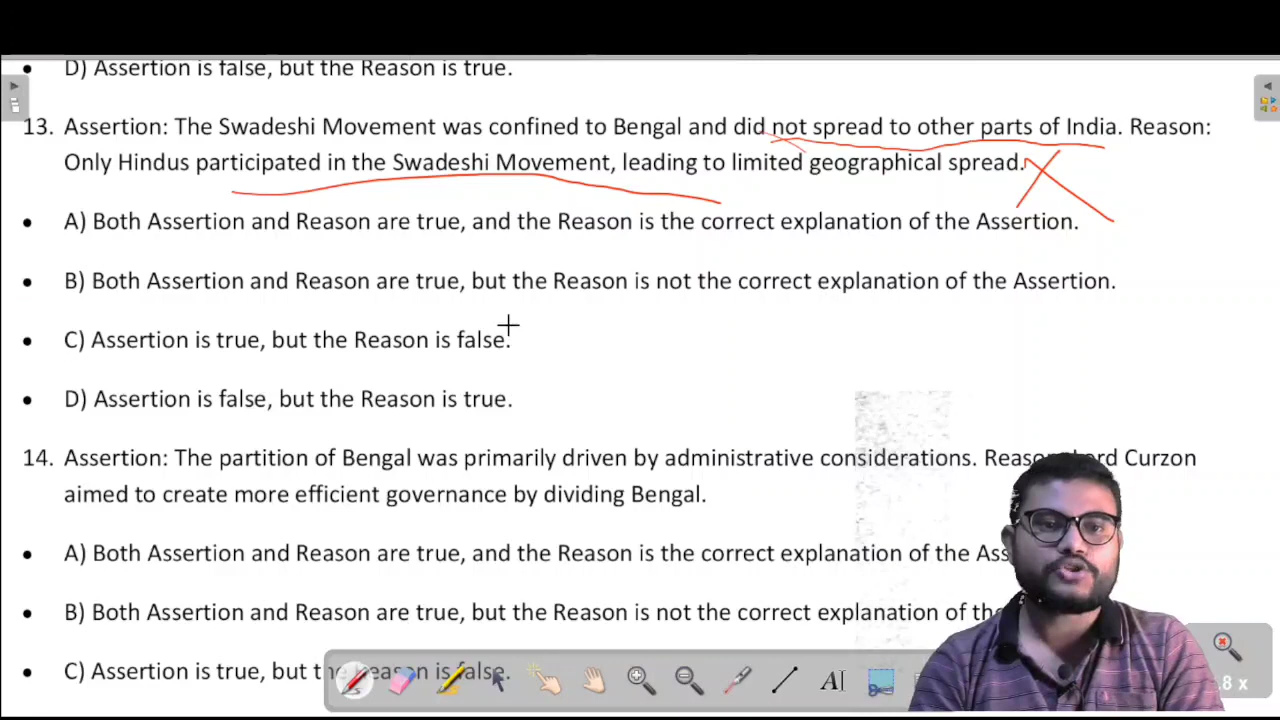 D) Assertion is false, but the Reason is true.
13. Assertion: The Swadeshi Movement was confined to Bengal and did not spread to other parts of India. Reason:
Only Hindus participated in the Swadeshi Movement, leading to limited geographical spread.
A) Both Assertion and Reason are true, and the Reason is the correct explanation of the Assertion.
B) Both Assertion and Reason are true, but the Reason is not the correct explanation of the Assertion.
C) Assertion is true, but the Reason is false.
D) Assertion is false, but the Reason is true.
14. Assertion: The partition of Bengal was primarily driven by administrative considerations. Curzon
aimed to create more efficient governance by dividing Bengal.
A) Both Assertion and Reason are true, and the Reason is the correct explanation of the
B) Both Assertion and Reason are true, but the Reason is not the correct explanation of
C) Assertion is true, but is false.
AI
8 x